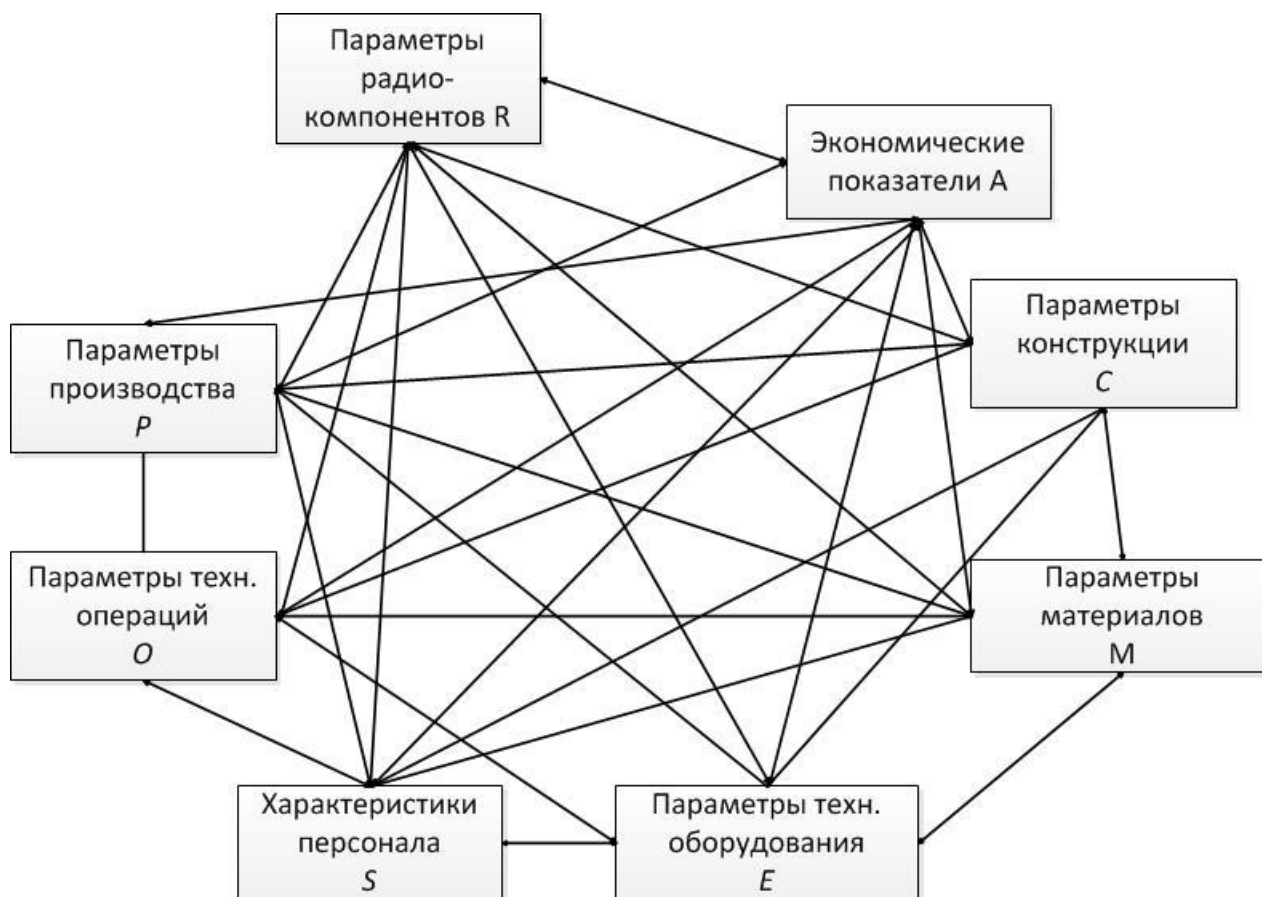 Параметры
радио-
компонентов R
Экономические
показатели А
Параметры
конструкции
C
Параметры
производства
P
Параметры техн.
операций
O
Параметры
материалов
М
Характеристики
персонала
S
Параметры техн.
оборудования
E